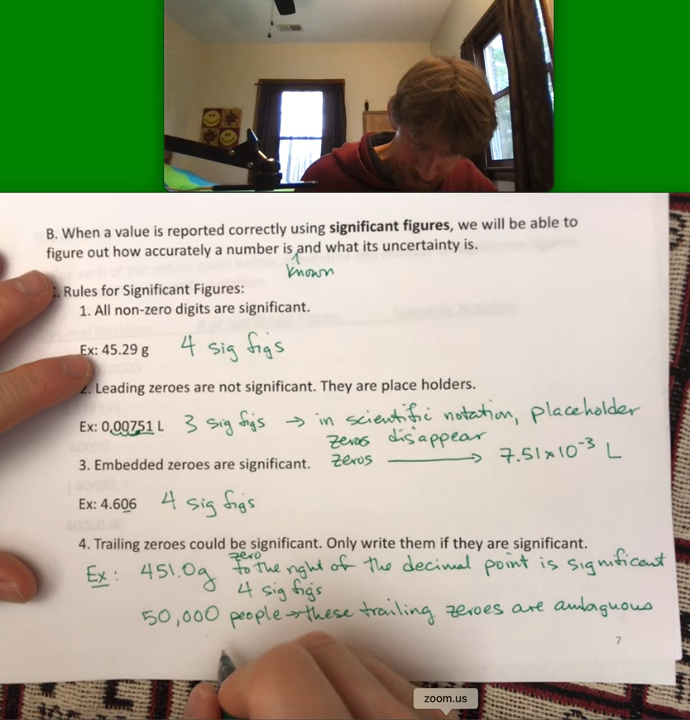 B. When a value is reported correctly using significant figures, we will be able to
figure out how accurately a number is and what its uncertainty is.
↑
known
Rules for Significant Figures:
1. All non-zero digits are significant.
Ex: 45.29 g 4 sig figs
2. Leading zeroes are not significant. They are place holders.
Ex: 0.00751 L 3 sig figs → in scientific notation, placeholder
zeroes disappear
3. Embedded zeroes are significant. zeros → 7.51 x 10⁻³ L
Ex: 4.606 4 sig figs
4. Trailing zeroes could be significant. Only write them if they are significant.
zero
Ex: 451.0g to the right of the decimal point is significant
4 sig figs
50,000 people → these trailing zeroes are ambiguous
7
zoom.us